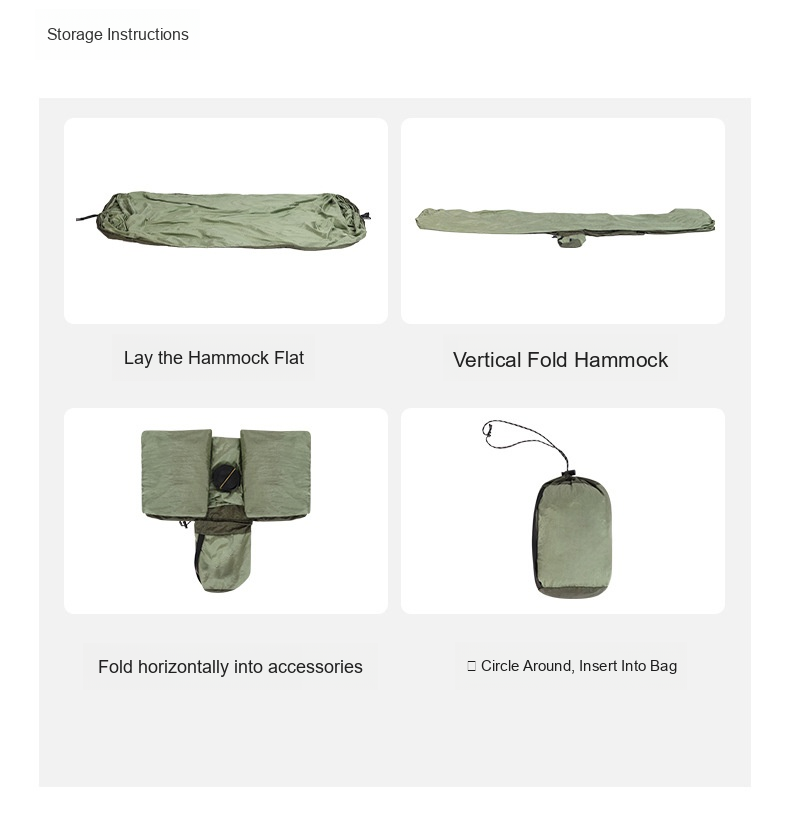 Storage Instructions
Lay the Hammock Flat
Vertical Fold Hammock
Fold horizontally into accessories
□ Circle Around, Insert Into Bag